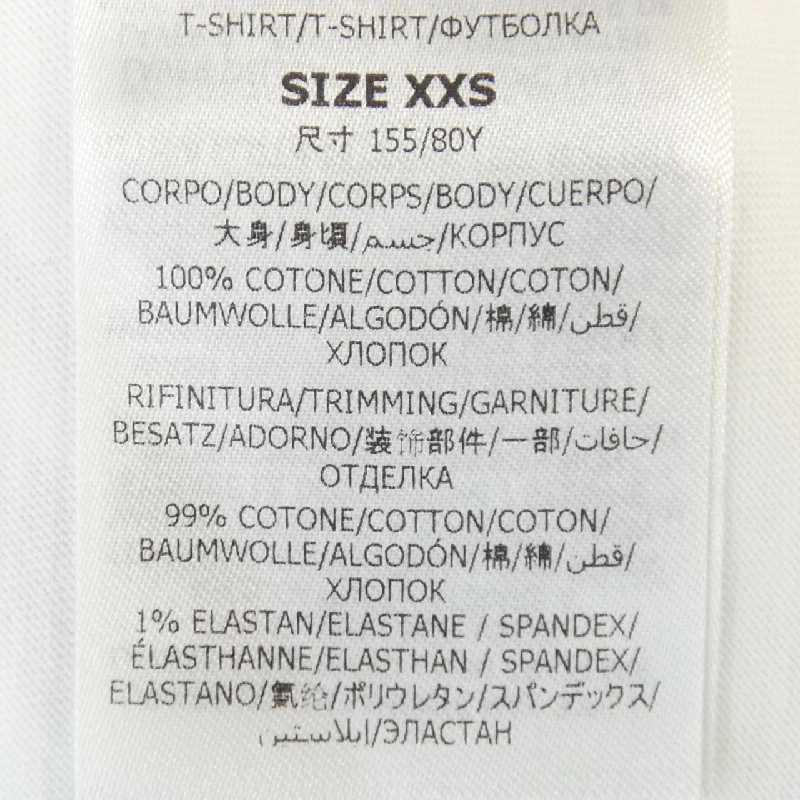 T-SHIRT/T-SHIRT/ФУТБОЛКА
SIZE XXS
尺寸 155/80Y
CORPO/BODY/CORPS/BODY/CUERPO/
大身/身頃/جسم/КОРПУС
100% COTONE/COTTON/COTON/
BAUMWOLLE/ALGODÓN/棉/綿/قطن/
ХЛОПОК
RIFINITURA/TRIMMING/GARNITURE/
BESATZ/ADORNO/装饰部件/一部/حافات/
ОТДЕЛКА
99% COTONE/COTTON/COTON/
BAUMWOLLE/ALGODÓN/棉/綿/قطن/
ХЛОПОК
1% ELASTAN/ELASTANE / SPANDEX/
ÉLASTHANNE/ELASTHAN / SPANDEX/
ELASTANO/氨纶/ポリウレタン/スパンデックス/
إيلاستين/ЭЛАСТАН